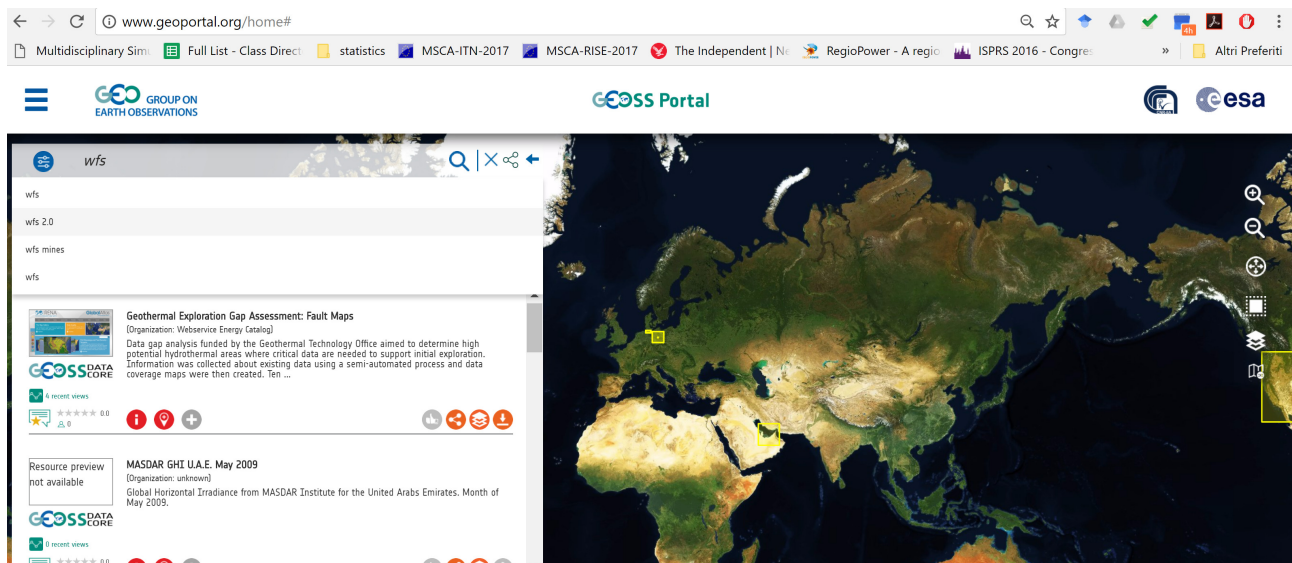 www.geoportal.org/home#
4h
Multidisciplinary Simu
Full List - Class Direct
statistics
MSCA-ITN-2017
MSCA-RISE-2017
The Independent | Ne
RegioPower - A regio
ISPRS 2016 - Congres
»
Altri Preferiti
GEO GROUP ON
EARTH OBSERVATIONS
GEOSS Portal
esa
wfs
wfs
wfs 2.0
wfs mines
wfs
Geothermal Exploration Gap Assessment: Fault Maps
(Organization: Webservice Energy Catalog)
Data gap analysis funded by the Geothermal Technology Office aimed to determine high
potential hydrothermal areas where critical data are needed to support initial exploration.
Information was collected about existing data using a semi-automated process and data
coverage maps were then created. Ten ...
GEOSS DATA
CORE
4 recent views
0.0
0
Resource preview
not available
MASDAR GHI U.A.E. May 2009
(Organization: unknown)
Global Horizontal Irradiance from MASDAR Institute for the United Arabs Emirates. Month of
May 2009.
GEOSS DATA
CORE
0 recent views
0.0